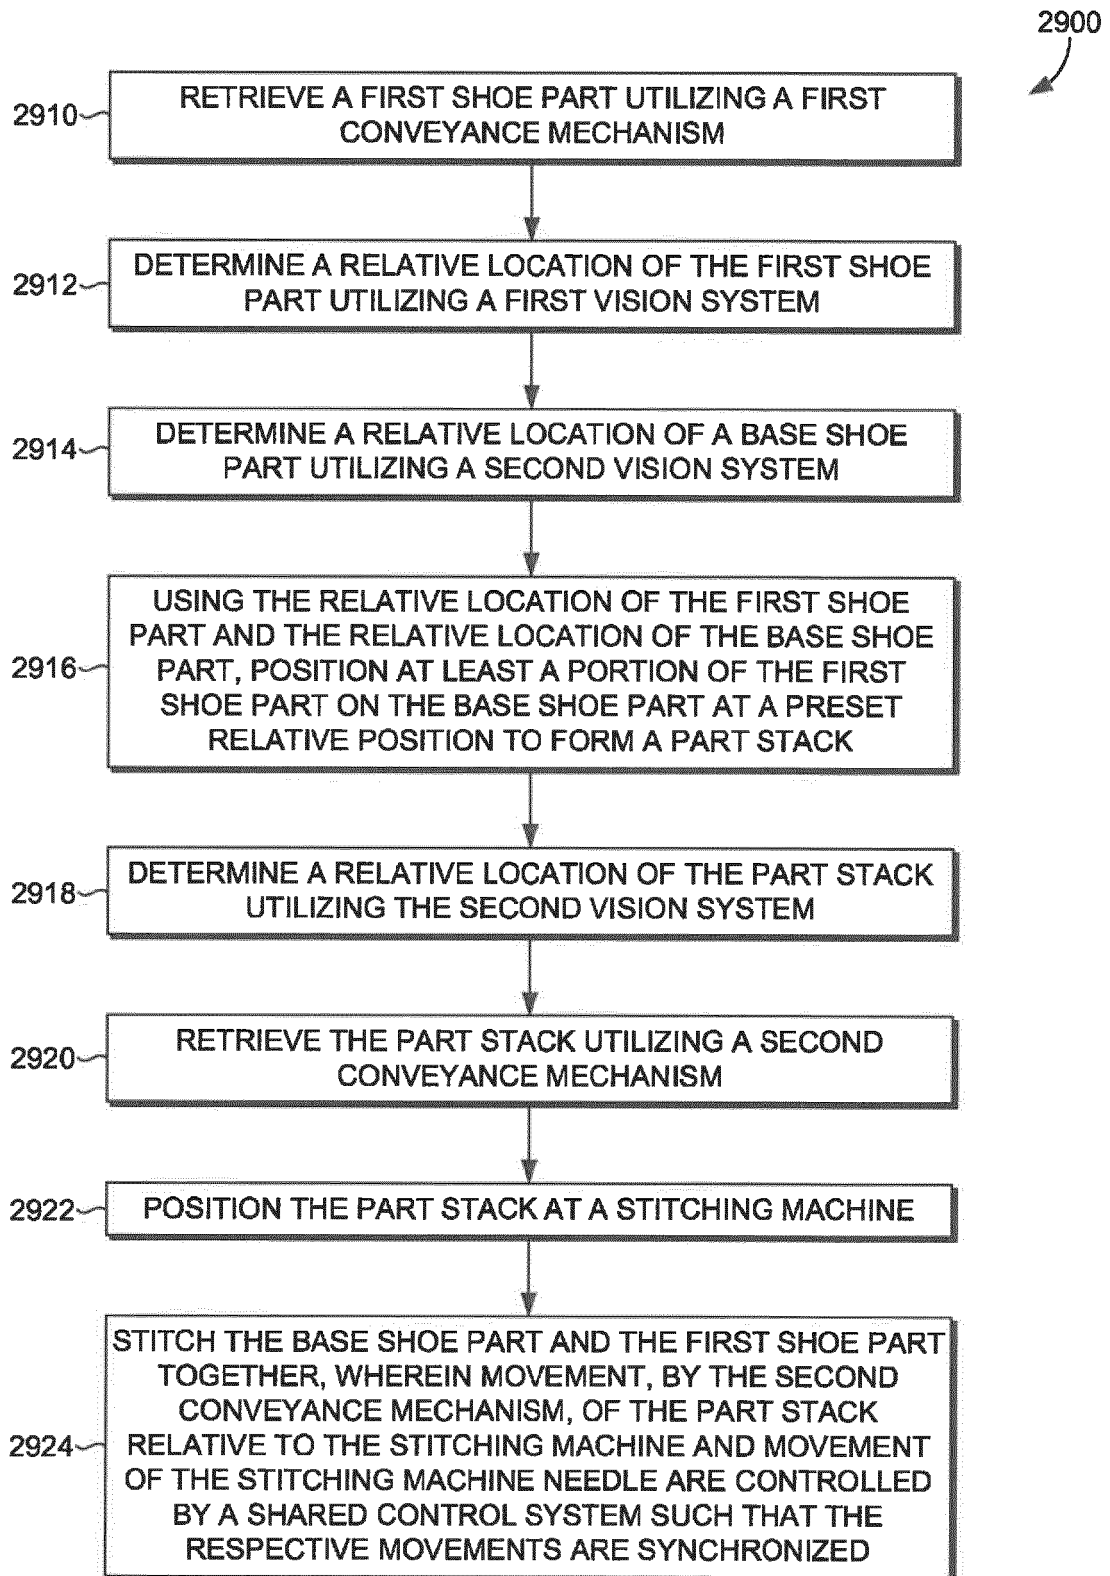 2900
2910
RETRIEVE A FIRST SHOE PART UTILIZING A FIRST
CONVEYANCE MECHANISM
2912
DETERMINE A RELATIVE LOCATION OF THE FIRST SHOE
PART UTILIZING A FIRST VISION SYSTEM
2914
DETERMINE A RELATIVE LOCATION OF A BASE SHOE
PART UTILIZING A SECOND VISION SYSTEM
2916
USING THE RELATIVE LOCATION OF THE FIRST SHOE
PART AND THE RELATIVE LOCATION OF THE BASE SHOE
PART, POSITION AT LEAST A PORTION OF THE FIRST
SHOE PART ON THE BASE SHOE PART AT A PRESET
RELATIVE POSITION TO FORM A PART STACK
2918
DETERMINE A RELATIVE LOCATION OF THE PART STACK
UTILIZING THE SECOND VISION SYSTEM
2920
RETRIEVE THE PART STACK UTILIZING A SECOND
CONVEYANCE MECHANISM
2922
POSITION THE PART STACK AT A STITCHING MACHINE
2924
STITCH THE BASE SHOE PART AND THE FIRST SHOE PART
TOGETHER, WHEREIN MOVEMENT, BY THE SECOND
CONVEYANCE MECHANISM, OF THE PART STACK
RELATIVE TO THE STITCHING MACHINE AND MOVEMENT
OF THE STITCHING MACHINE NEEDLE ARE CONTROLLED
BY A SHARED CONTROL SYSTEM SUCH THAT THE
RESPECTIVE MOVEMENTS ARE SYNCHRONIZED